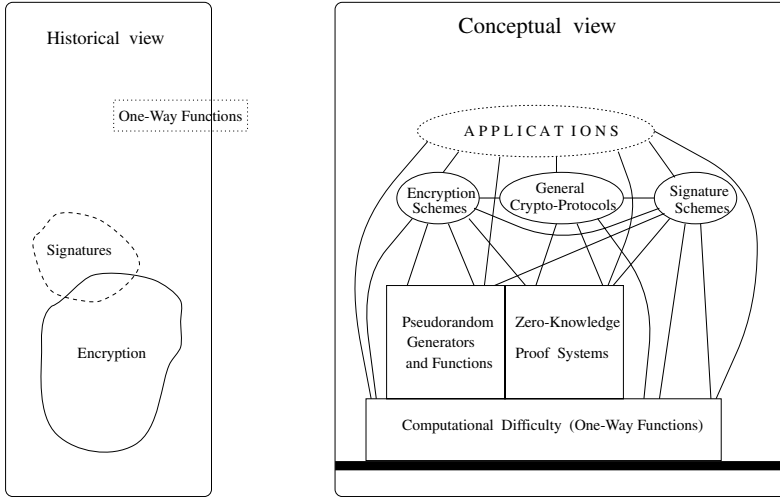 Historical view
One-Way Functions
Signatures
Encryption
Conceptual view
APPLICATIONS
Encryption
Schemes
General
Crypto-Protocols
Signature
Schemes
Pseudorandom
Generators
and Functions
Zero-Knowledge
Proof Systems
Computational Difficulty (One-Way Functions)